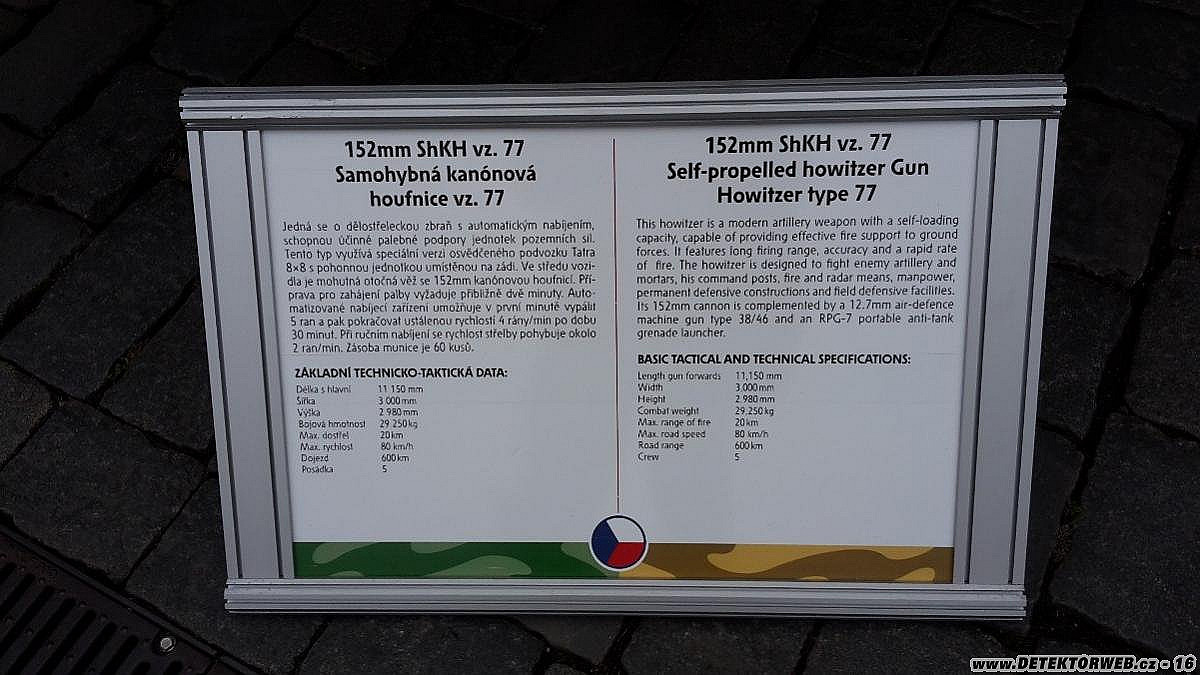 152mm ShKH vz. 77
Samohybná kanónová
houfnice vz. 77
Jedná se o dělostřeleckou zbraň s automatickým nabíjením,
schopnou účinné palebné podpory jednotek pozemních sil.
Tento typ využívá speciální verzi osvědčeného podvozku Tatra
8×8 s pohonnou jednotkou umístěnou na zádi. Ve středu vozi-
dla je mohutná otočná věž se 152mm kanónovou houfnicí. Pří-
prava pro zahájení palby vyžaduje přibližně dvě minuty. Auto-
matizované nabíjecí zařízení umožňuje v první minutě vypálit
5 ran a pak pokračovat ustálenou rychlostí 4 rány/min po dobu
30 minut. Při ručním nabíjení se rychlost střelby pohybuje okolo
2 ran/min. Zásoba munice je 60 kusů.
ZÁKLADNÍ TECHNICKO-TAKTICKÁ DATA:
Délka s hlavní 11 150 mm
Šířka 3 000 mm
Výška 2 980 mm
Bojová hmotnost 29 250 kg
Max. dostřel 20 km
Max. rychlost 80 km/h
Dojezd 600 km
Posádka 5
152mm ShKH vz. 77
Self-propelled howitzer Gun
Howitzer type 77
This howitzer is a modern artillery weapon with a self-loading
capacity, capable of providing effective fire support to ground
forces. It features long firing range, accuracy and a rapid rate
of fire. The howitzer is designed to fight enemy artillery and
mortars, his command posts, fire and radar means, manpower,
permanent defensive constructions and field defensive facilities.
Its 152mm cannon is complemented by a 12.7mm air-defence
machine gun type 38/46 and an RPG-7 portable anti-tank
grenade launcher.
BASIC TACTICAL AND TECHNICAL SPECIFICATIONS:
Length gun forwards 11,150 mm
Width 3,000 mm
Height 2.980 mm
Combat weight 29.250 kg
Max. range of fire 20 km
Max. road speed 80 km/h
Road range 600 km
Crew 5
www.DETEKTORWEB.cz - 16